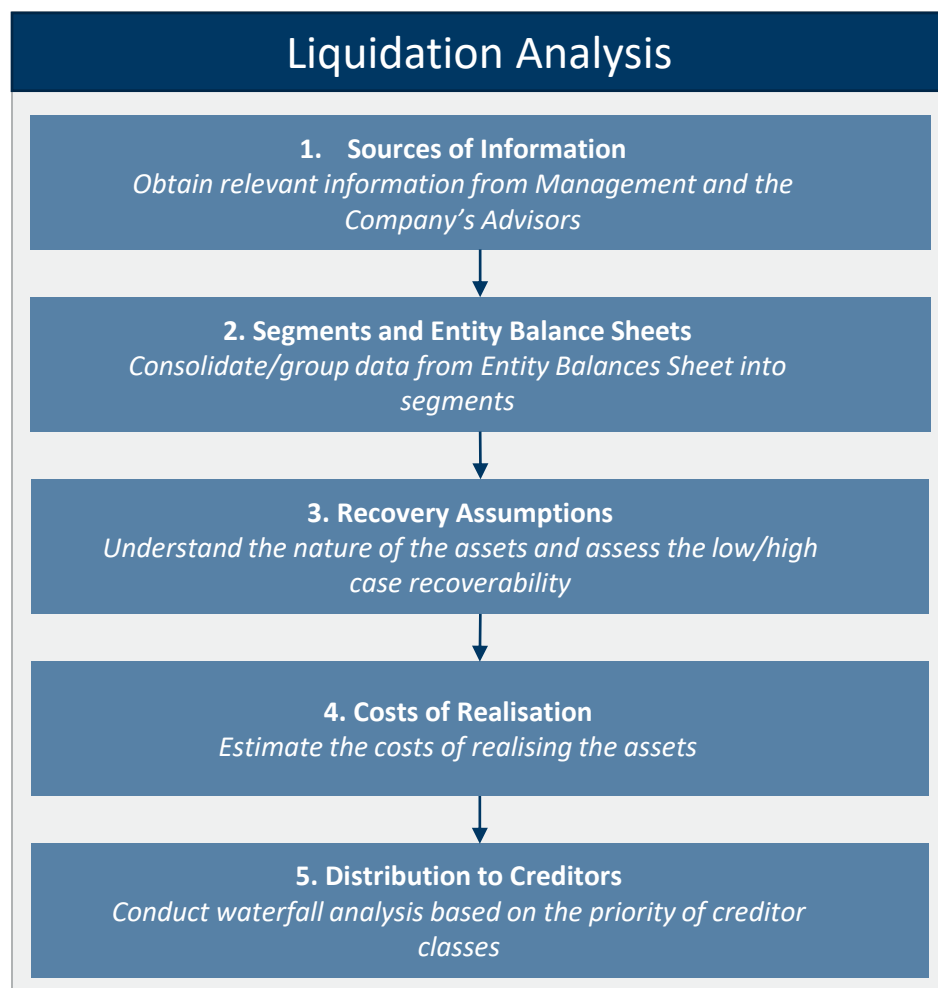 Liquidation Analysis
1. Sources of Information
Obtain relevant information from Management and the
Company’s Advisors
2. Segments and Entity Balance Sheets
Consolidate/group data from Entity Balances Sheet into
segments
3. Recovery Assumptions
Understand the nature of the assets and assess the low/high
case recoverability
4. Costs of Realisation
Estimate the costs of realising the assets
5. Distribution to Creditors
Conduct waterfall analysis based on the priority of creditor
classes